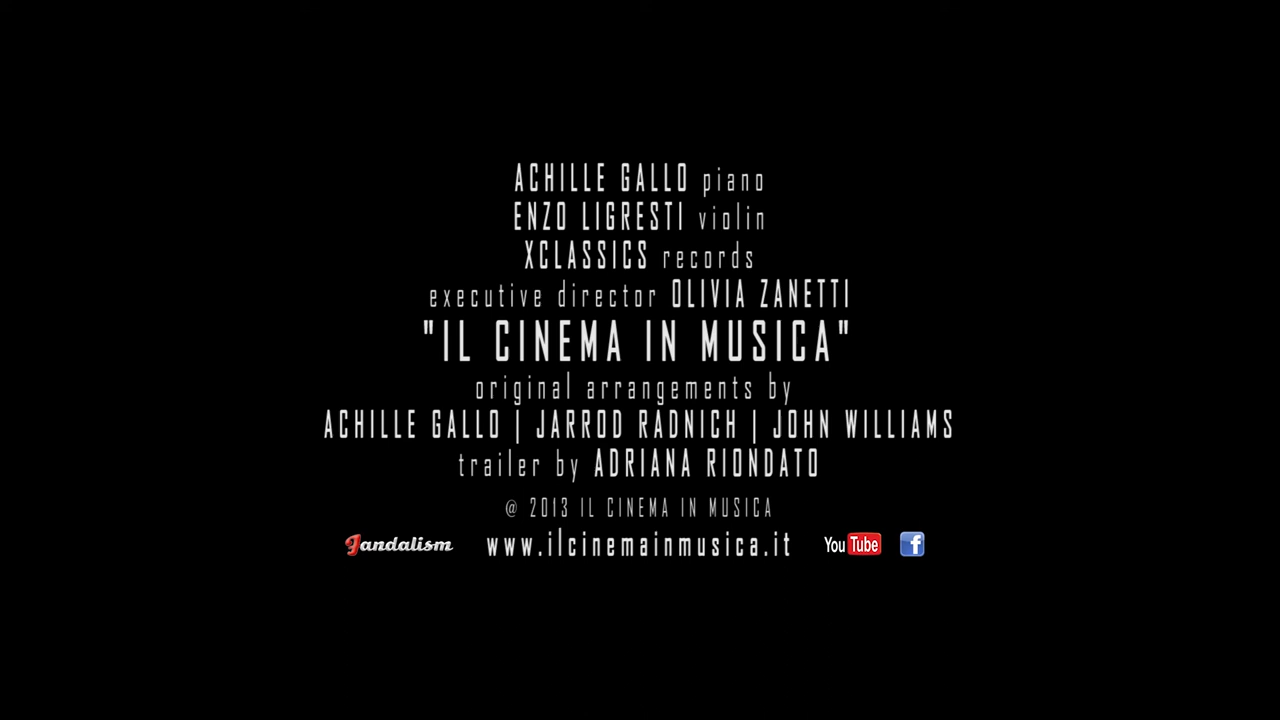 ACHILLE GALLO piano
ENZO LIGRESTI violin
XCLASSICS records
executive director OLIVIA ZANETTI
"IL CINEMA IN MUSICA"
original arrangements by
ACHILLE GALLO | JARROD RADNICH | JOHN WILLIAMS
trailer by ADRIANA RIONDATO
@ 2013 IL CINEMA IN MUSICA
Jandalism www.ilcinemainmusica.it YouTube f